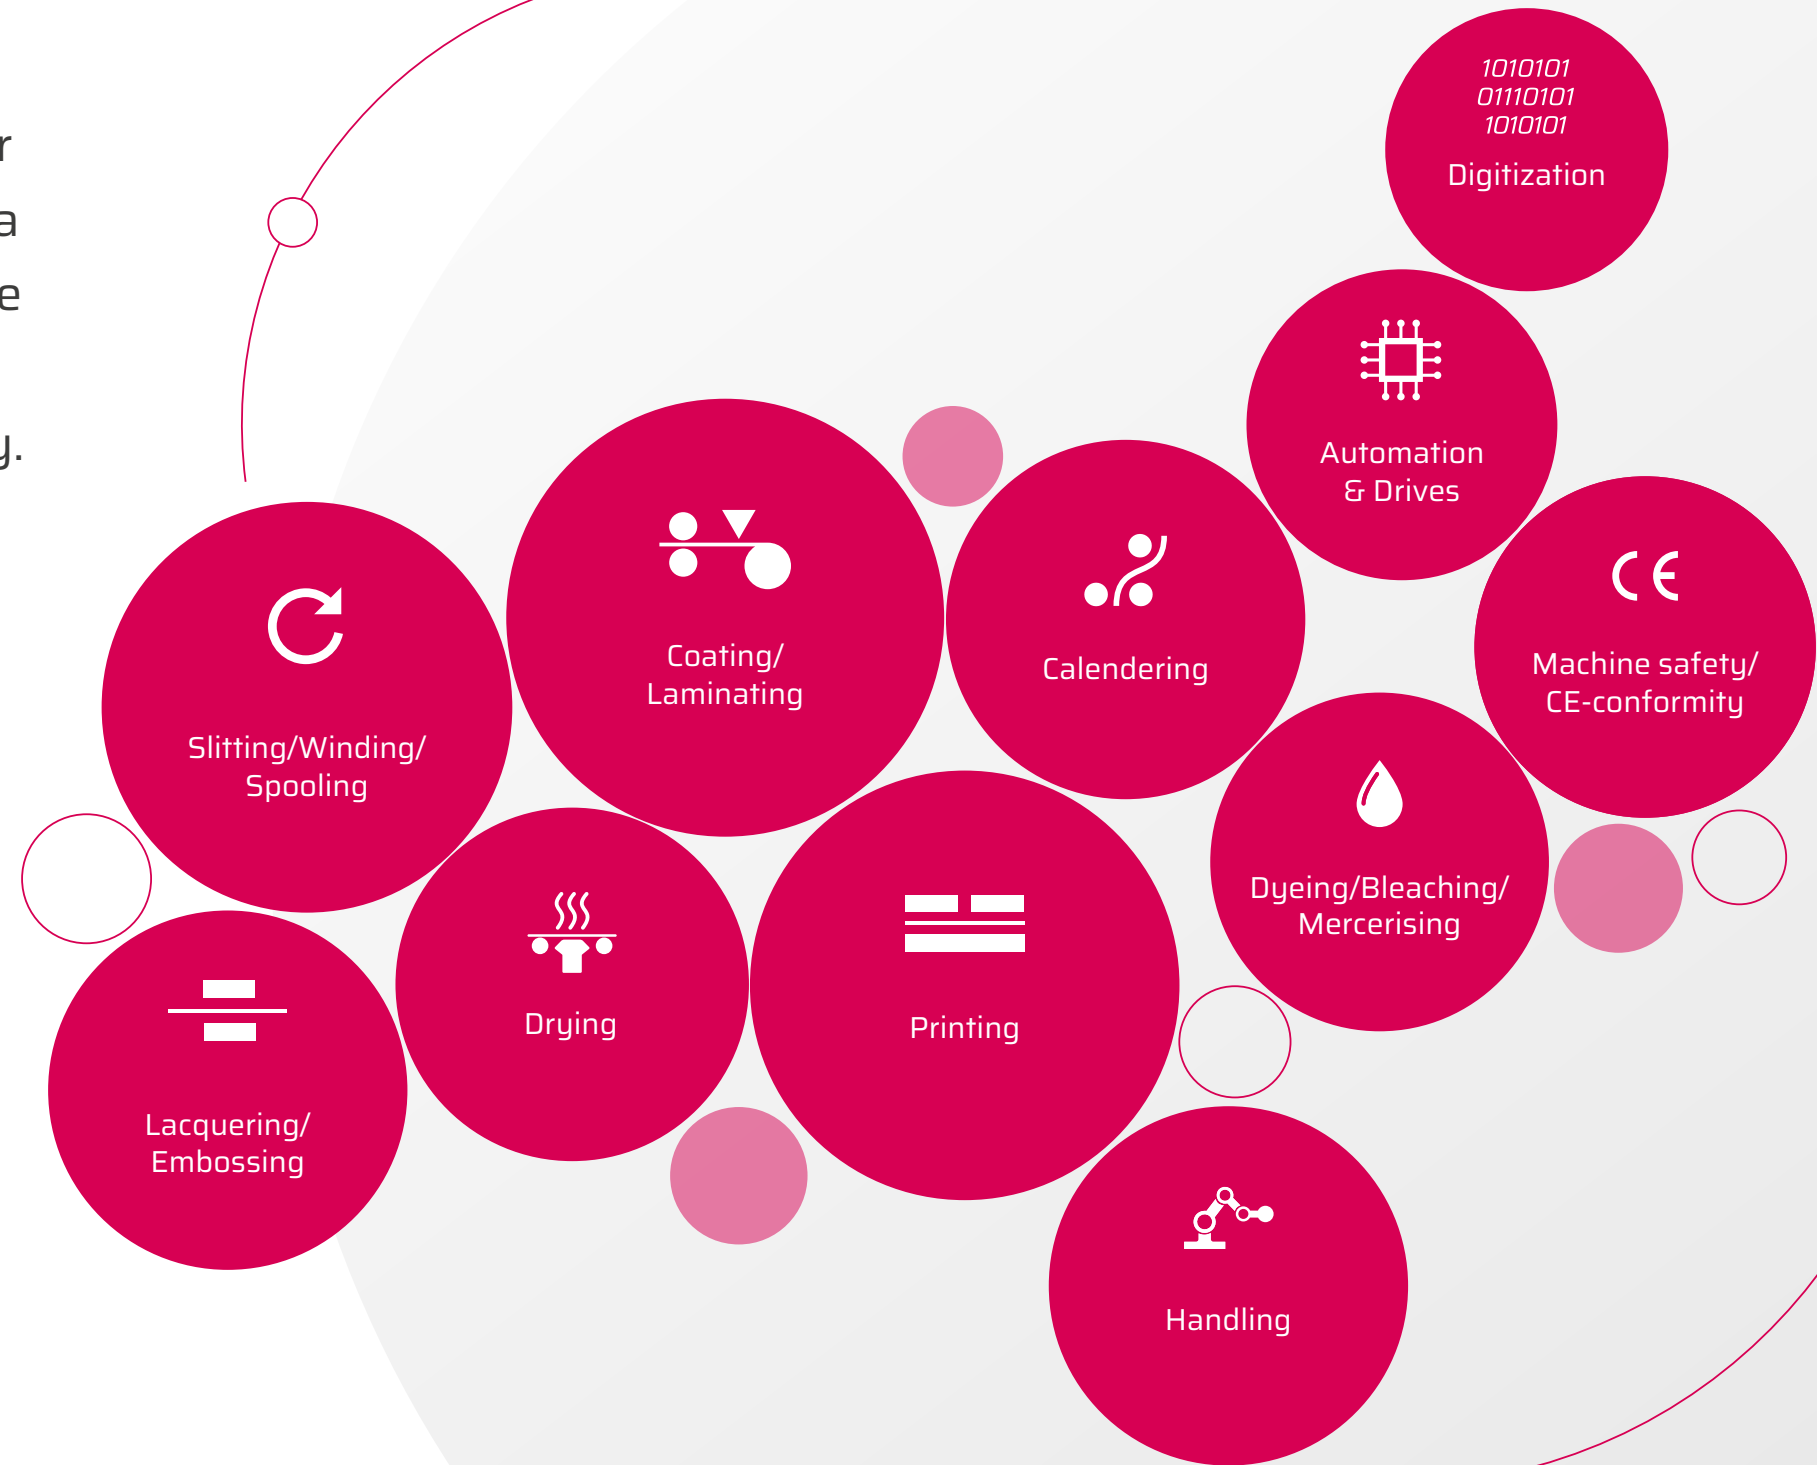 r
a
e
y.
1010101
01110101
1010101
Digitization
Automation
& Drives
Machine safety/
CE-conformity
Coating/
Laminating
Calendering
Slitting/Winding/
Spooling
Dyeing/Bleaching/
Mercerising
Drying
Printing
Lacquering/
Embossing
Handling